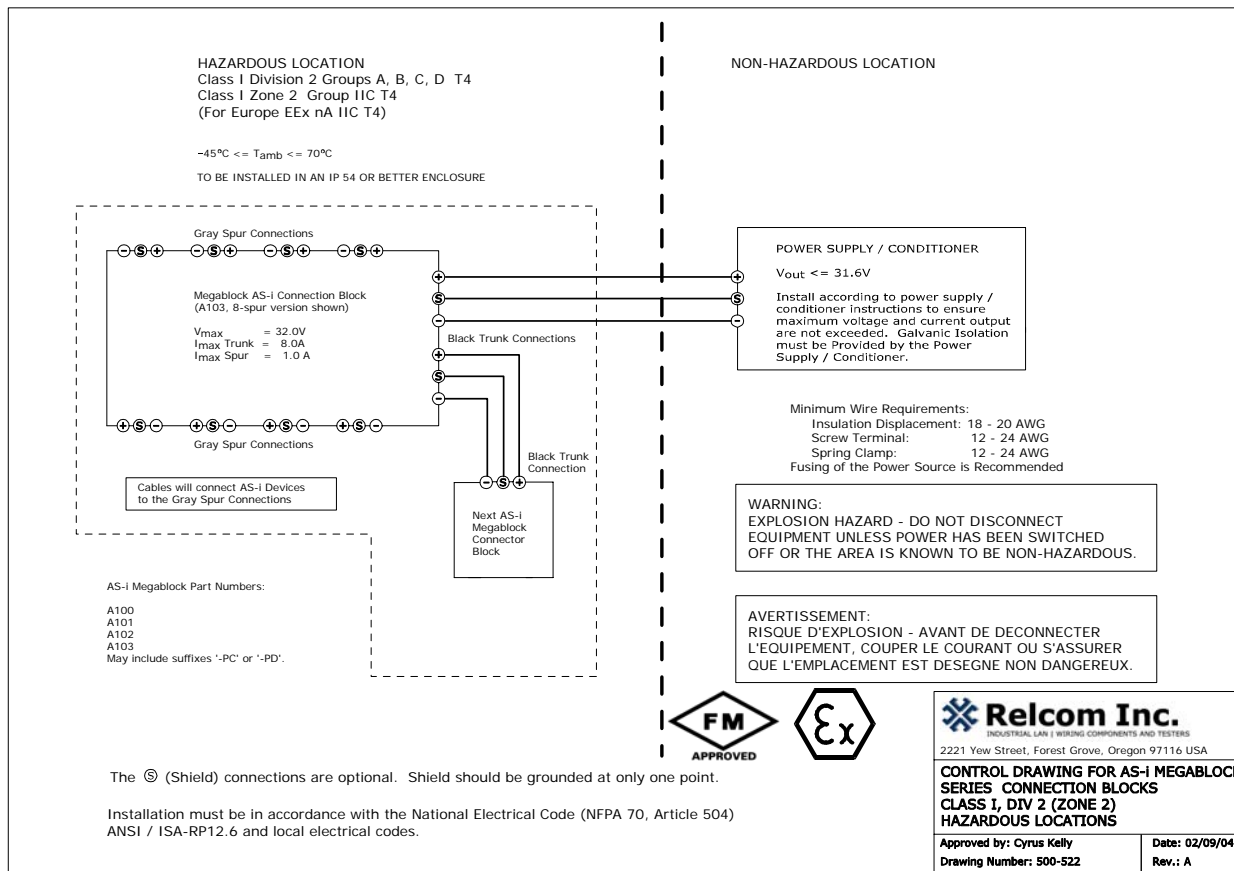 HAZARDOUS LOCATION
Class I Division 2 Groups A, B, C, D T4
Class I Zone 2 Group IIC T4
(For Europe EEx nA IIC T4)
-45ºC <= Tamb <= 70ºC
TO BE INSTALLED IN AN IP 54 OR BETTER ENCLOSURE
NON-HAZARDOUS LOCATION
Gray Spur Connections
- S + - S + - S + - S +
Megablock AS-i Connection Block
(A103, 8-spur version shown)
Vmax = 32.0V
Imax Trunk = 8.0A
Imax Spur = 1.0 A
+
S
-
Black Trunk Connections
+
S
-
+ S - + S - + S - + S -
Gray Spur Connections
Cables will connect AS-i Devices
to the Gray Spur Connections
Black Trunk
Connection
- S +
Next AS-i
Megablock
Connector
Block
AS-i Megablock Part Numbers:
A100
A101
A102
A103
May include suffixes '-PC' or '-PD'.
+
S
-
POWER SUPPLY / CONDITIONER
Vout <= 31.6V
Install according to power supply /
conditioner instructions to ensure
maximum voltage and current output
are not exceeded. Galvanic Isolation
must be Provided by the Power
Supply / Conditioner.
Minimum Wire Requirements:
Insulation Displacement: 18 - 20 AWG
Screw Terminal: 12 - 24 AWG
Spring Clamp: 12 - 24 AWG
Fusing of the Power Source is Recommended
WARNING:
EXPLOSION HAZARD - DO NOT DISCONNECT
EQUIPMENT UNLESS POWER HAS BEEN SWITCHED
OFF OR THE AREA IS KNOWN TO BE NON-HAZARDOUS.
AVERTISSEMENT:
RISQUE D'EXPLOSION - AVANT DE DECONNECTER
L'EQUIPEMENT, COUPER LE COURANT OU S'ASSURER
QUE L'EMPLACEMENT EST DESEGNE NON DANGEREUX.
FM
APPROVED
Ex
The S (Shield) connections are optional. Shield should be grounded at only one point.
Installation must be in accordance with the National Electrical Code (NFPA 70, Article 504)
ANSI / ISA-RP12.6 and local electrical codes.
Relcom Inc.
INDUSTRIAL LAN | WIRING COMPONENTS AND TESTERS
2221 Yew Street, Forest Grove, Oregon 97116 USA
CONTROL DRAWING FOR AS-i MEGABLOCK
SERIES CONNECTION BLOCKS
CLASS I, DIV 2 (ZONE 2)
HAZARDOUS LOCATIONS
Approved by: Cyrus Kelly
Date: 02/09/04
Drawing Number: 500-522
Rev.: A